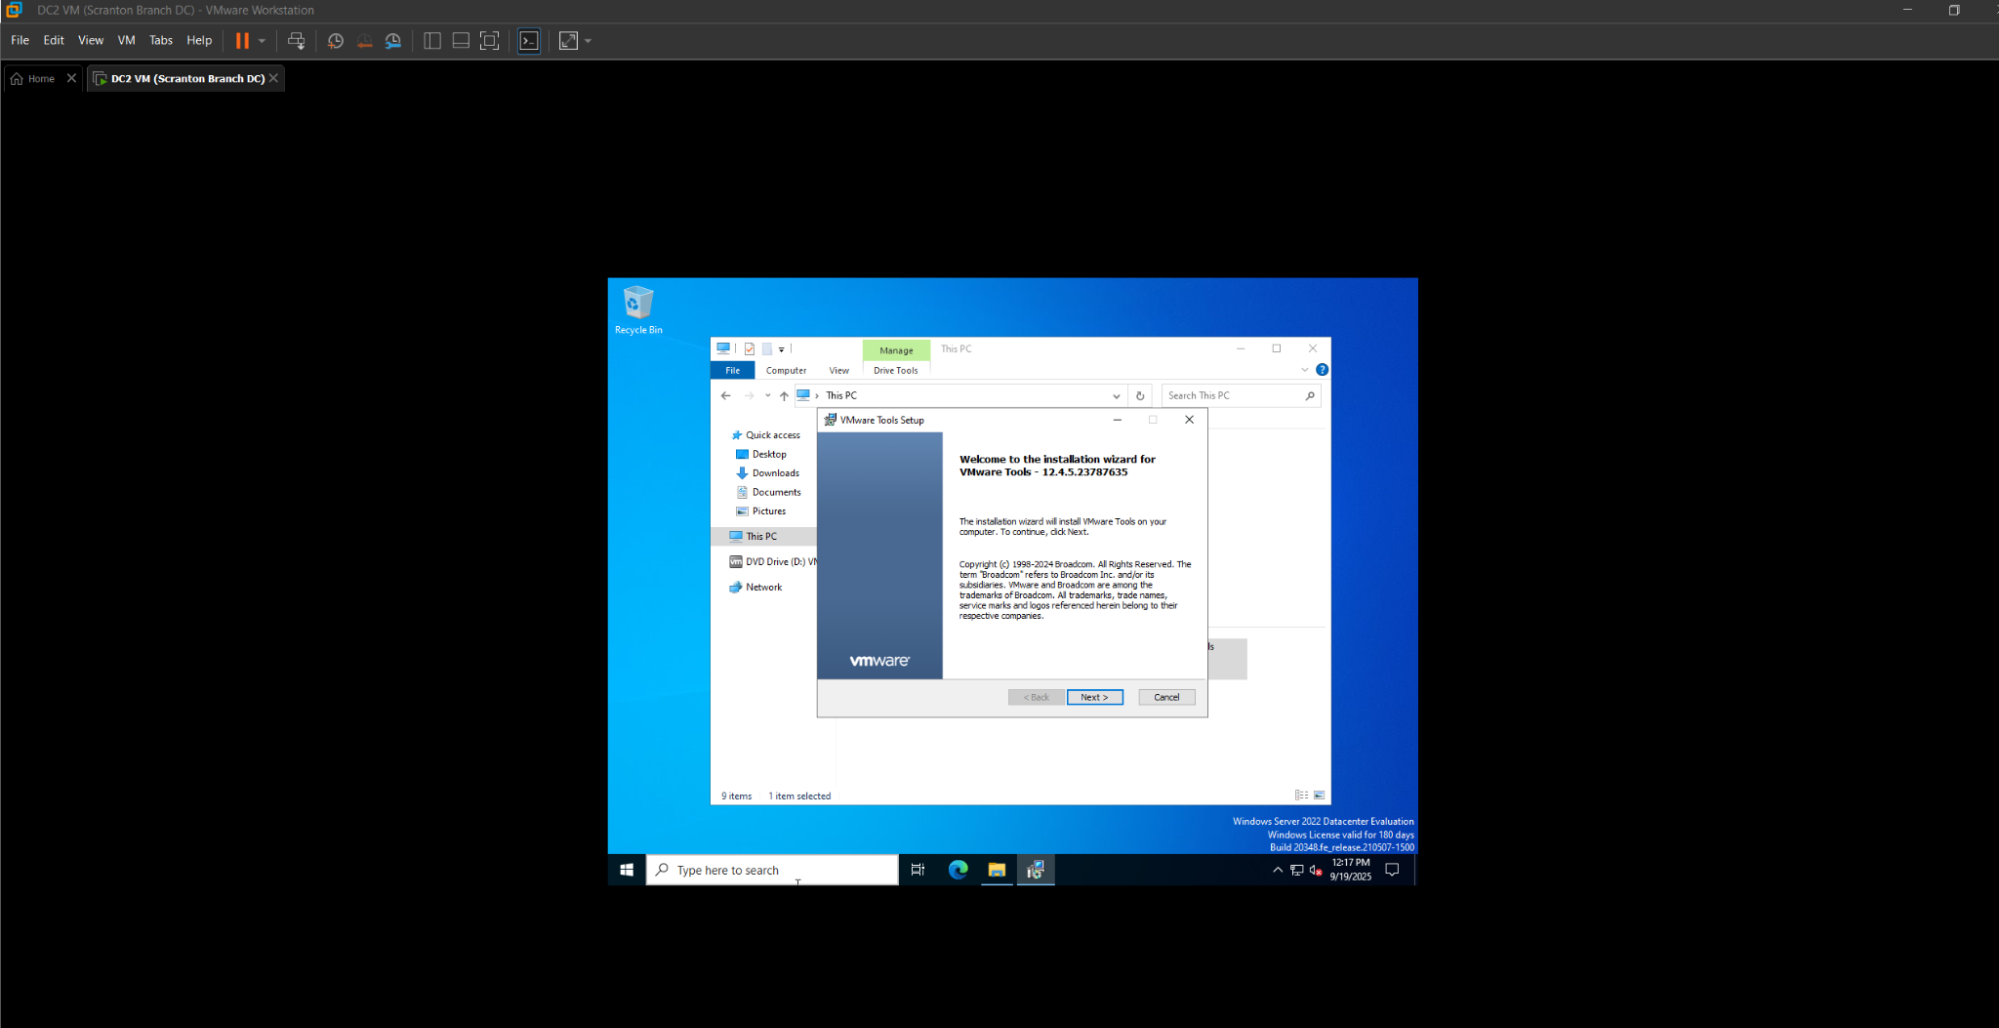 DC2 VM (Scranton Branch DC) - VMware Workstation
File Edit View VM Tabs Help
Home
DC2 VM (Scranton Branch DC)
Recycle Bin
Manage This PC
File Computer View Drive Tools
This PC
Search This PC
VMware Tools Setup
Quick access
Desktop
Downloads
Documents
Pictures
This PC
DVD Drive (D:) VM
Network
Welcome to the installation wizard for
VMware Tools - 12.4.5.23787635
The installation wizard will install VMware Tools on your
computer. To continue, click Next.
Copyright (c) 1998-2024 Broadcom. All Rights Reserved. The
term "Broadcom" refers to Broadcom Inc. and/or its
subsidiaries. VMware and Broadcom are among the
trademarks of Broadcom. All trademarks, trade names,
service marks and logos referenced herein belong to their
respective companies.
vmware
ls
< Back Next > Cancel
9 items 1 item selected
Windows Server 2022 Datacenter Evaluation
Windows License valid for 180 days
Build 20348.fe_release.210507-1500
Type here to search
12:17 PM
9/19/2025